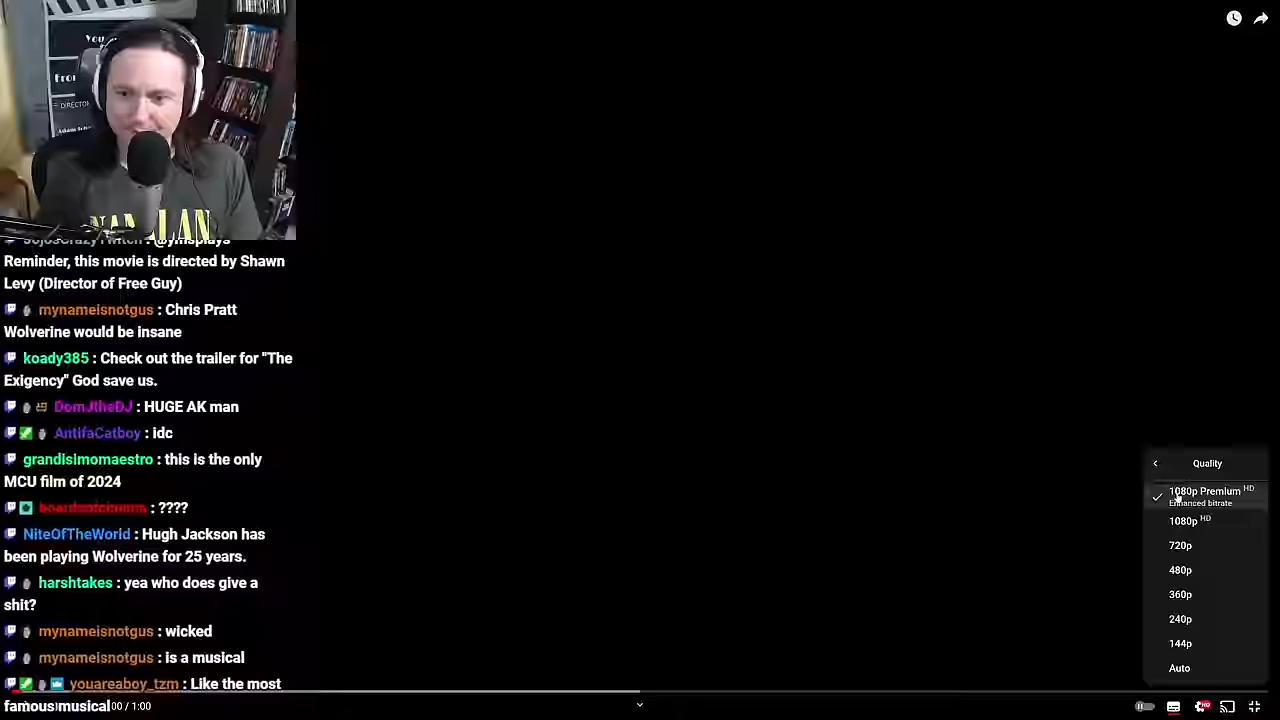 You
From
DIRECTOR
Reminder, this movie is directed by Shawn
Levy (Director of Free Guy)
mynameisnotgus : Chris Pratt
Wolverine would be insane
koady385 : Check out the trailer for "The
Exigency" God save us.
DomJtheDJ : HUGE AK man
AntifaCatboy : idc
grandisimomaestro : this is the only
MCU film of 2024
: ????
NiteOfTheWorld : Hugh Jackson has
been playing Wolverine for 25 years.
harshtakes : yea who does give a
shit?
mynameisnotgus : wicked
mynameisnotgus : is a musical
youareaboy_tzm : Like the most
famous musical
00 / 1:00
Quality
1080p Premium HD
Enhanced bitrate
1080p HD
720p
480p
360p
240p
144p
Auto